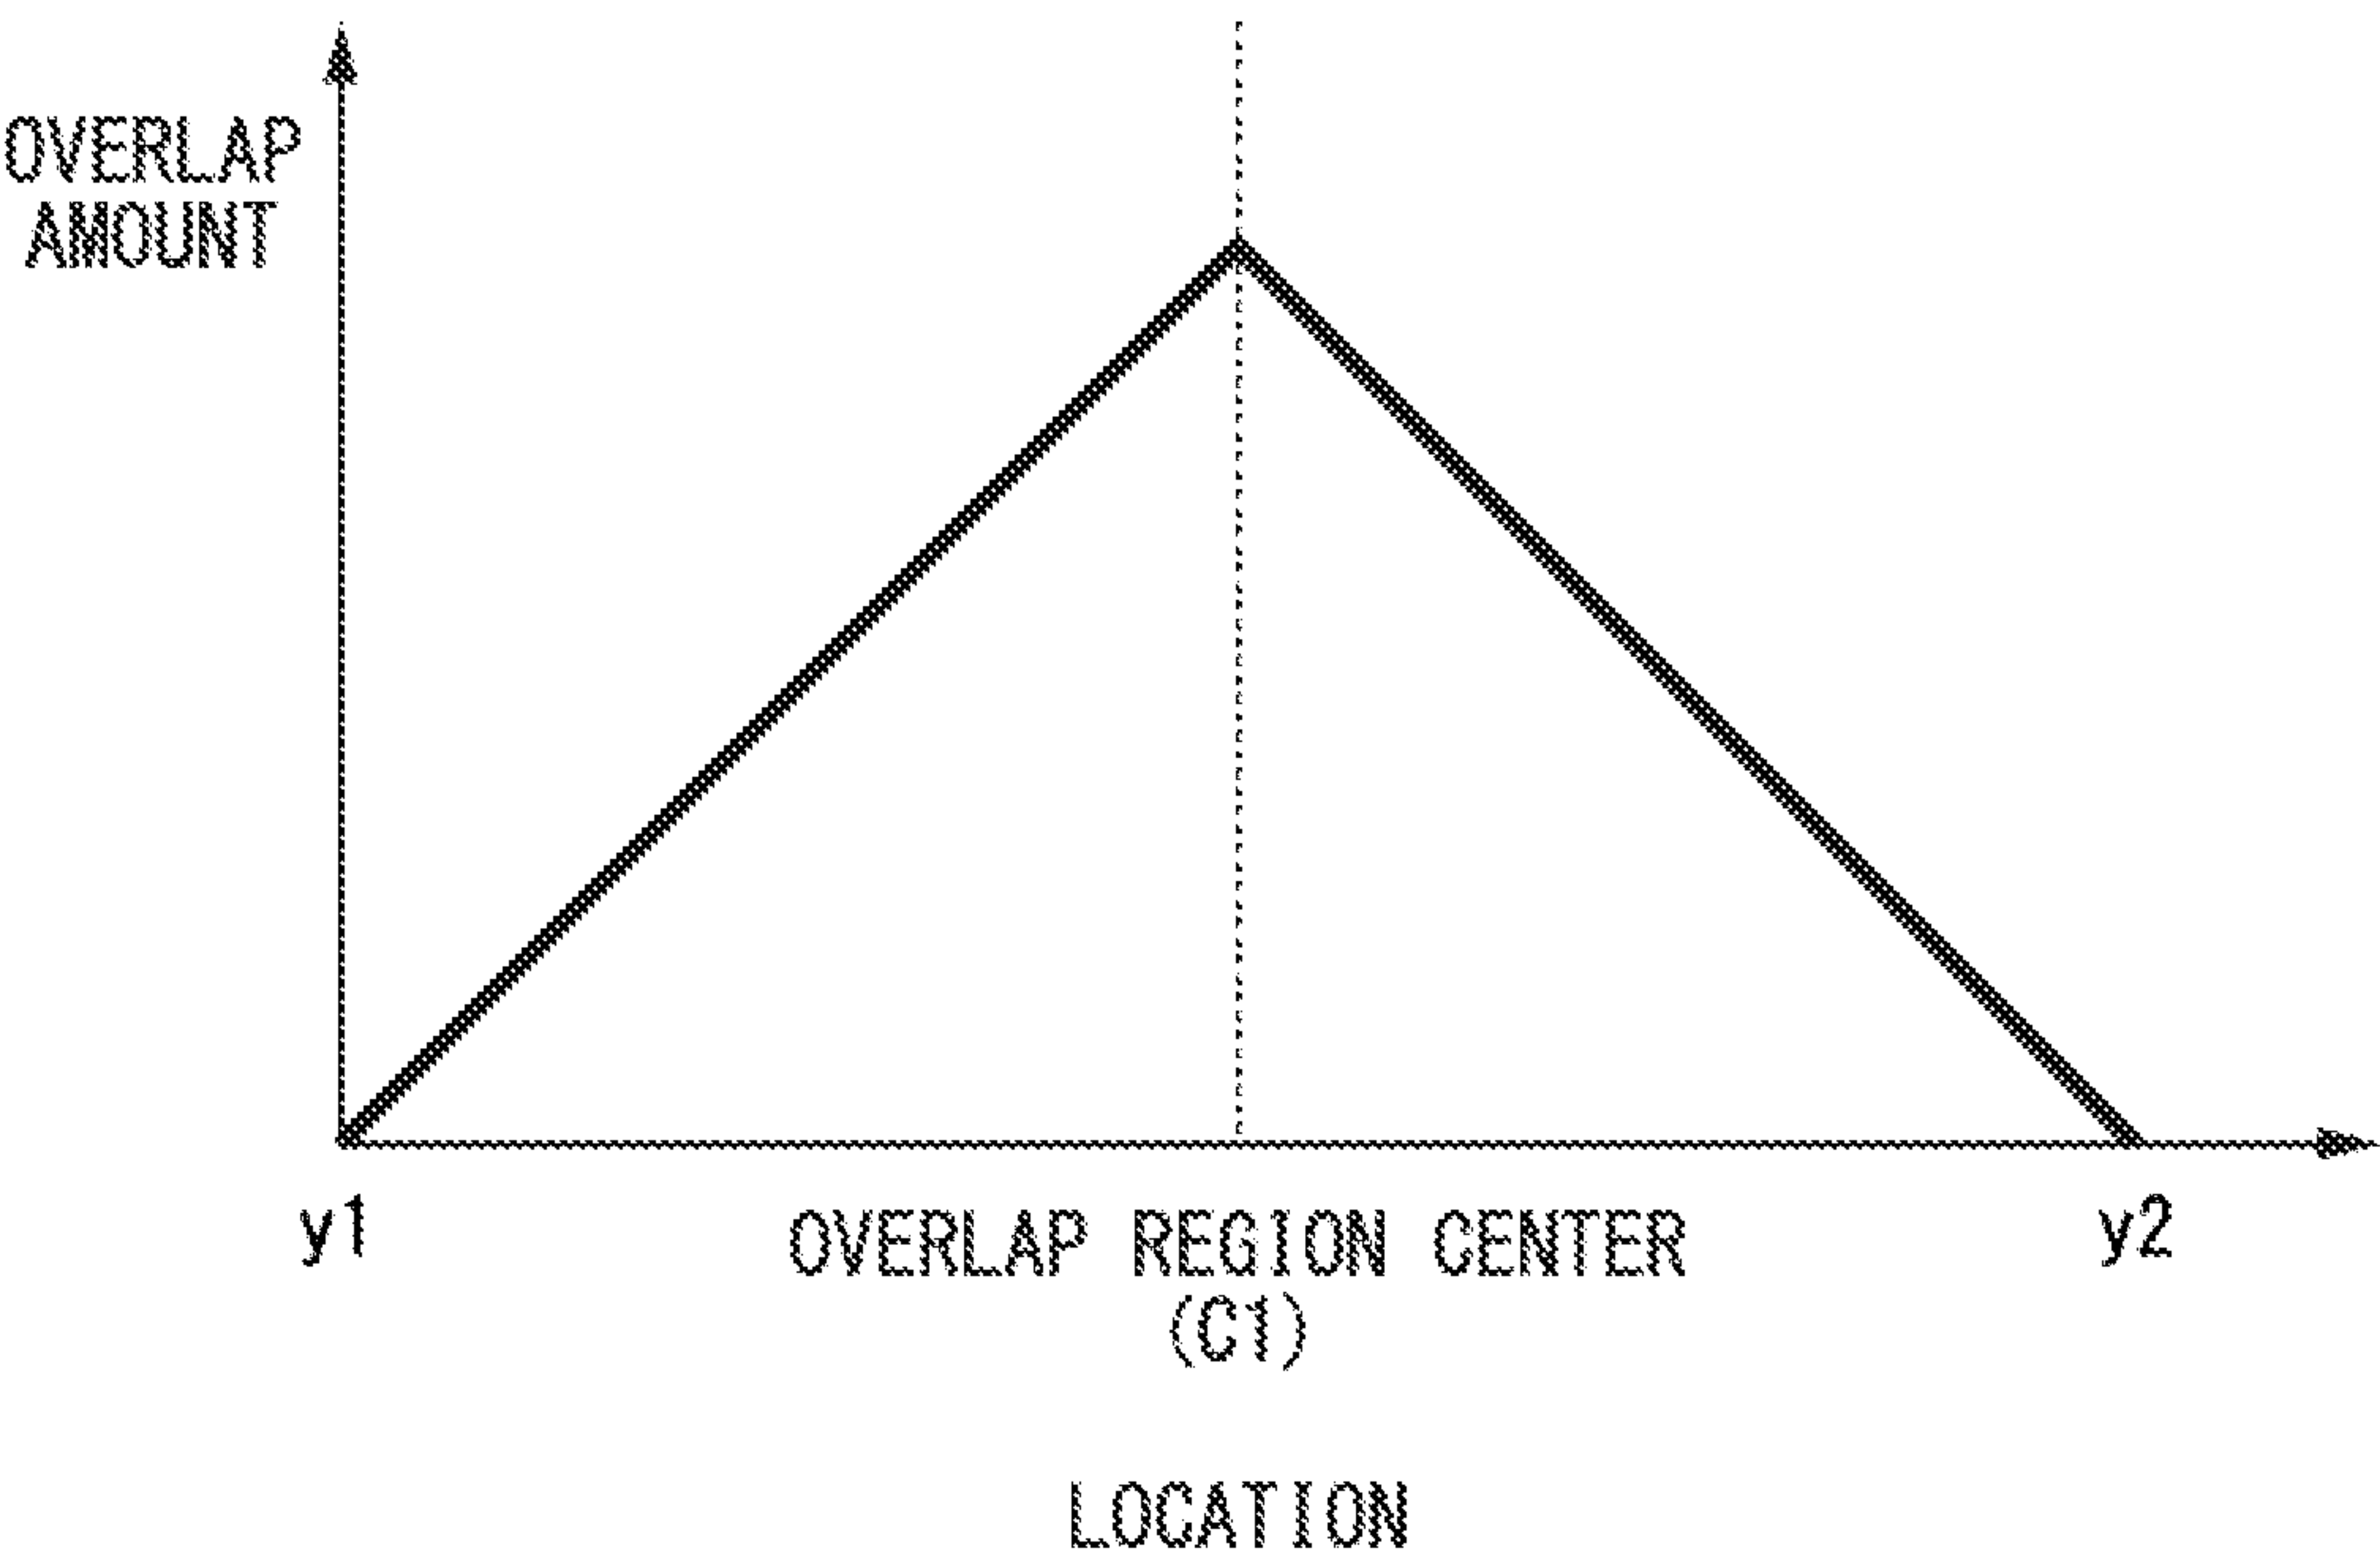 OVERLAP
AMOUNT
y1
OVERLAP REGION CENTER
(C1)
y2
LOCATION